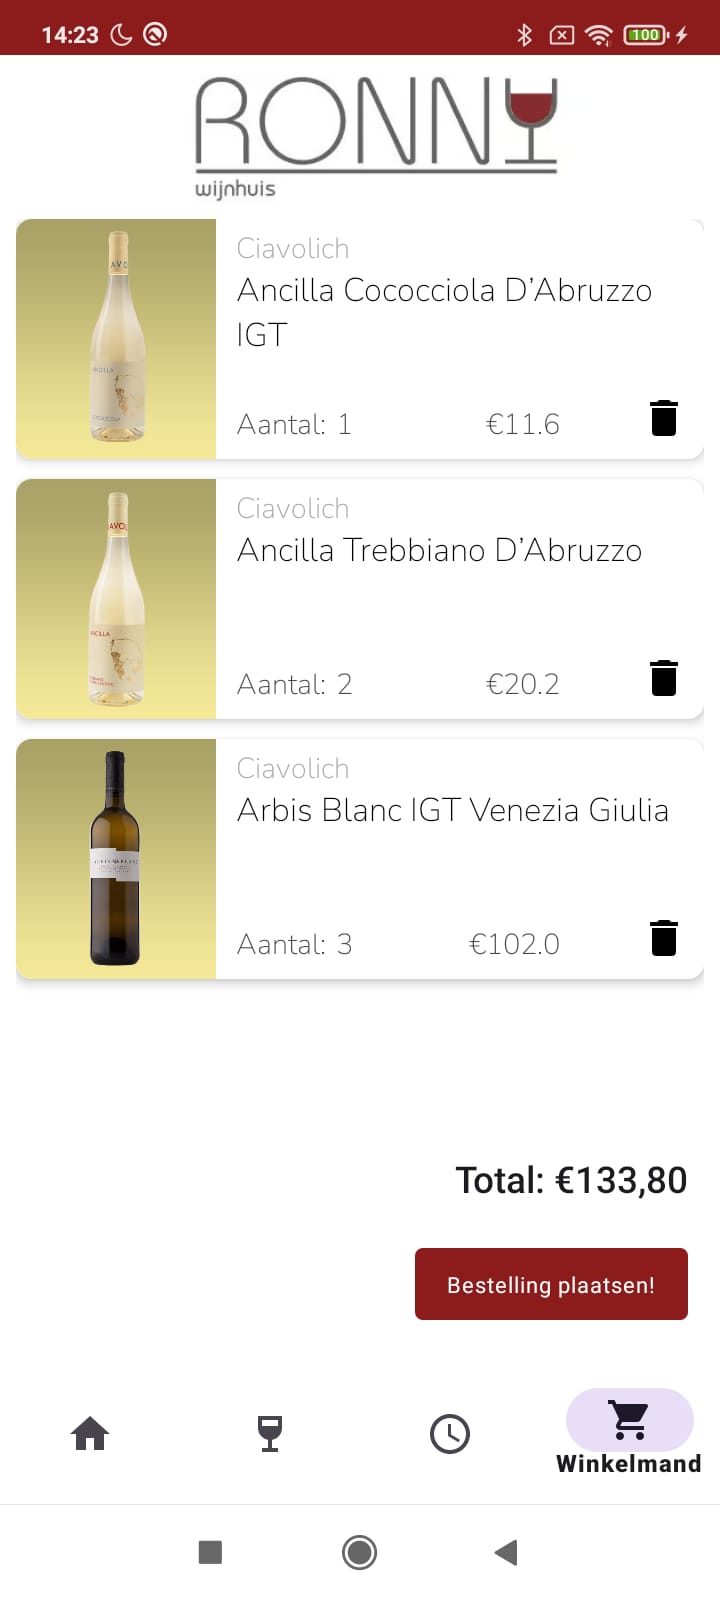 14:23
100
RONNY
wijnhuis
Ciavolich
Ancilla Cococciola D’Abruzzo
IGT
Aantal: 1 €11.6
Ciavolich
Ancilla Trebbiano D’Abruzzo
ANCILLA
Aantal: 2 €20.2
Ciavolich
Arbis Blanc IGT Venezia Giulia
Aantal: 3 €102.0
Total: €133,80
Bestelling plaatsen!
Winkelmand